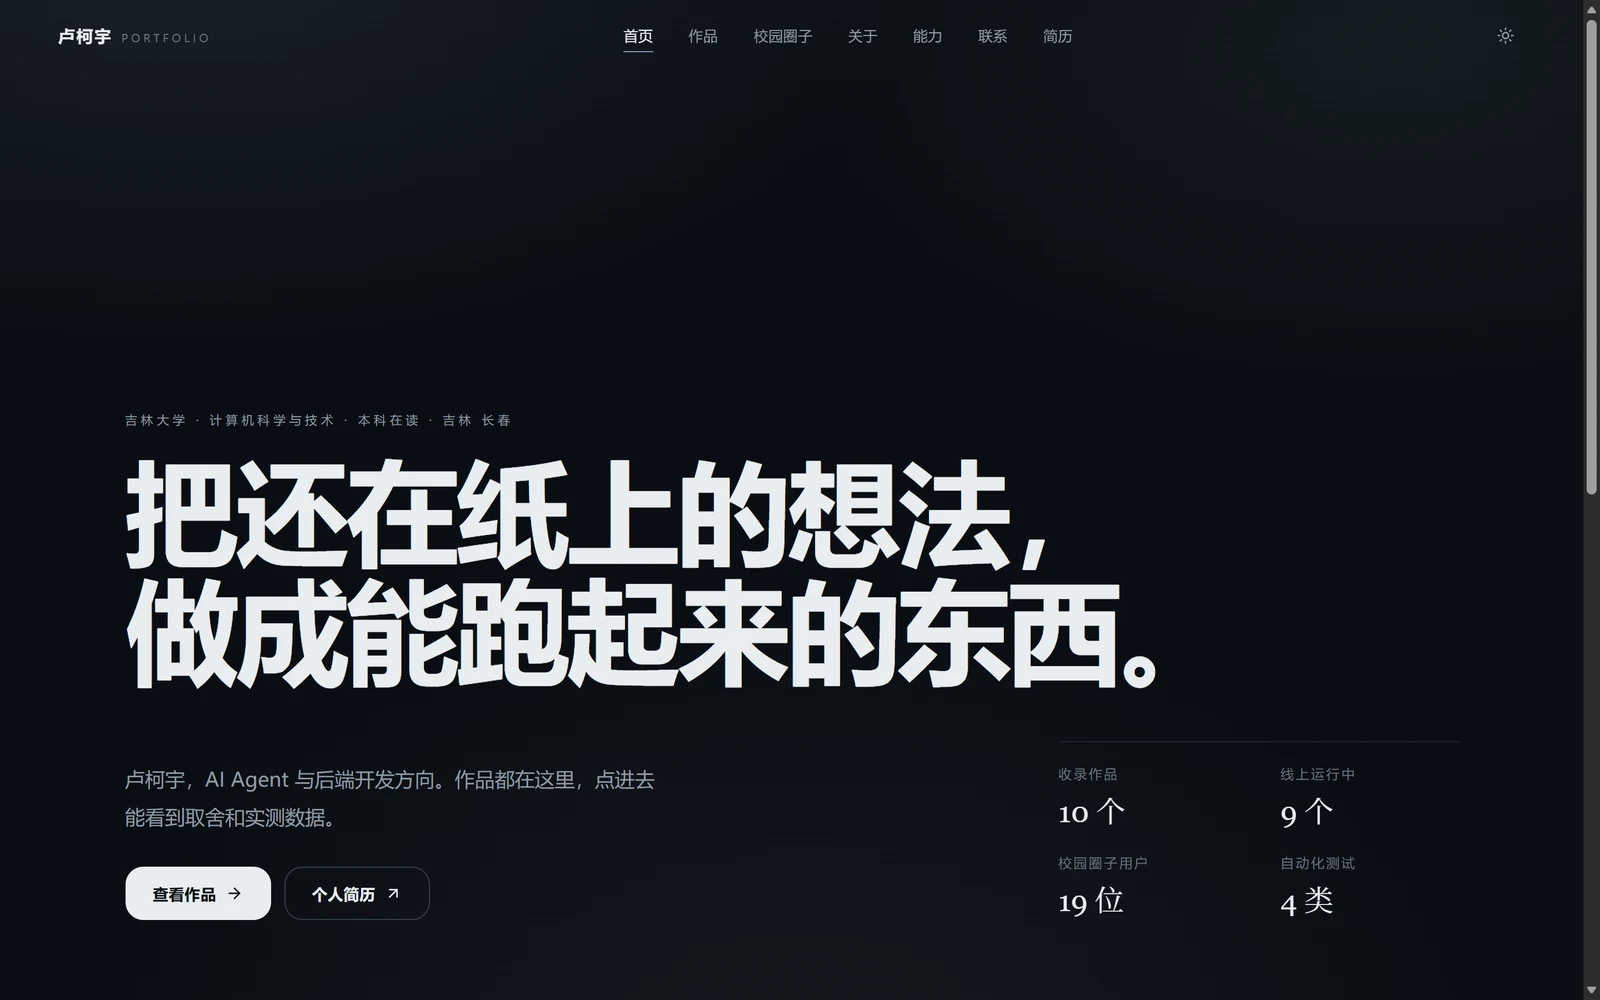 卢柯宇 PORTFOLIO
首页 作品 校园圈子 关于 能力 联系 简历
吉林大学 · 计算机科学与技术 · 本科在读 · 吉林 长春
把还在纸上的想法，
做成能跑起来的东西。
卢柯宇，AI Agent 与后端开发方向。作品都在这里，点进去
能看到取舍和实测数据。
查看作品 →
个人简历 ↗
收录作品
10 个
线上运行中
9 个
校园圈子用户
19 位
自动化测试
4 类